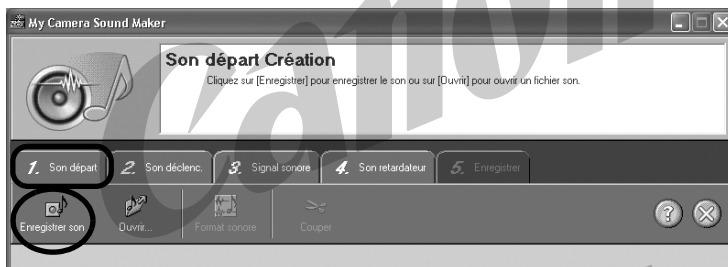 My Camera Sound Maker
Son départ Création
Cliquez sur [Enregistrer] pour enregistrer le son ou sur [Ouvrir] pour ouvrir un fichier son.
1. Son départ 2. Son déclenc. 3. Signal sonore 4. Son retardateur 5. Enregistrer
Enregistrer son Ouvrir... Format sonore Couper
Canon